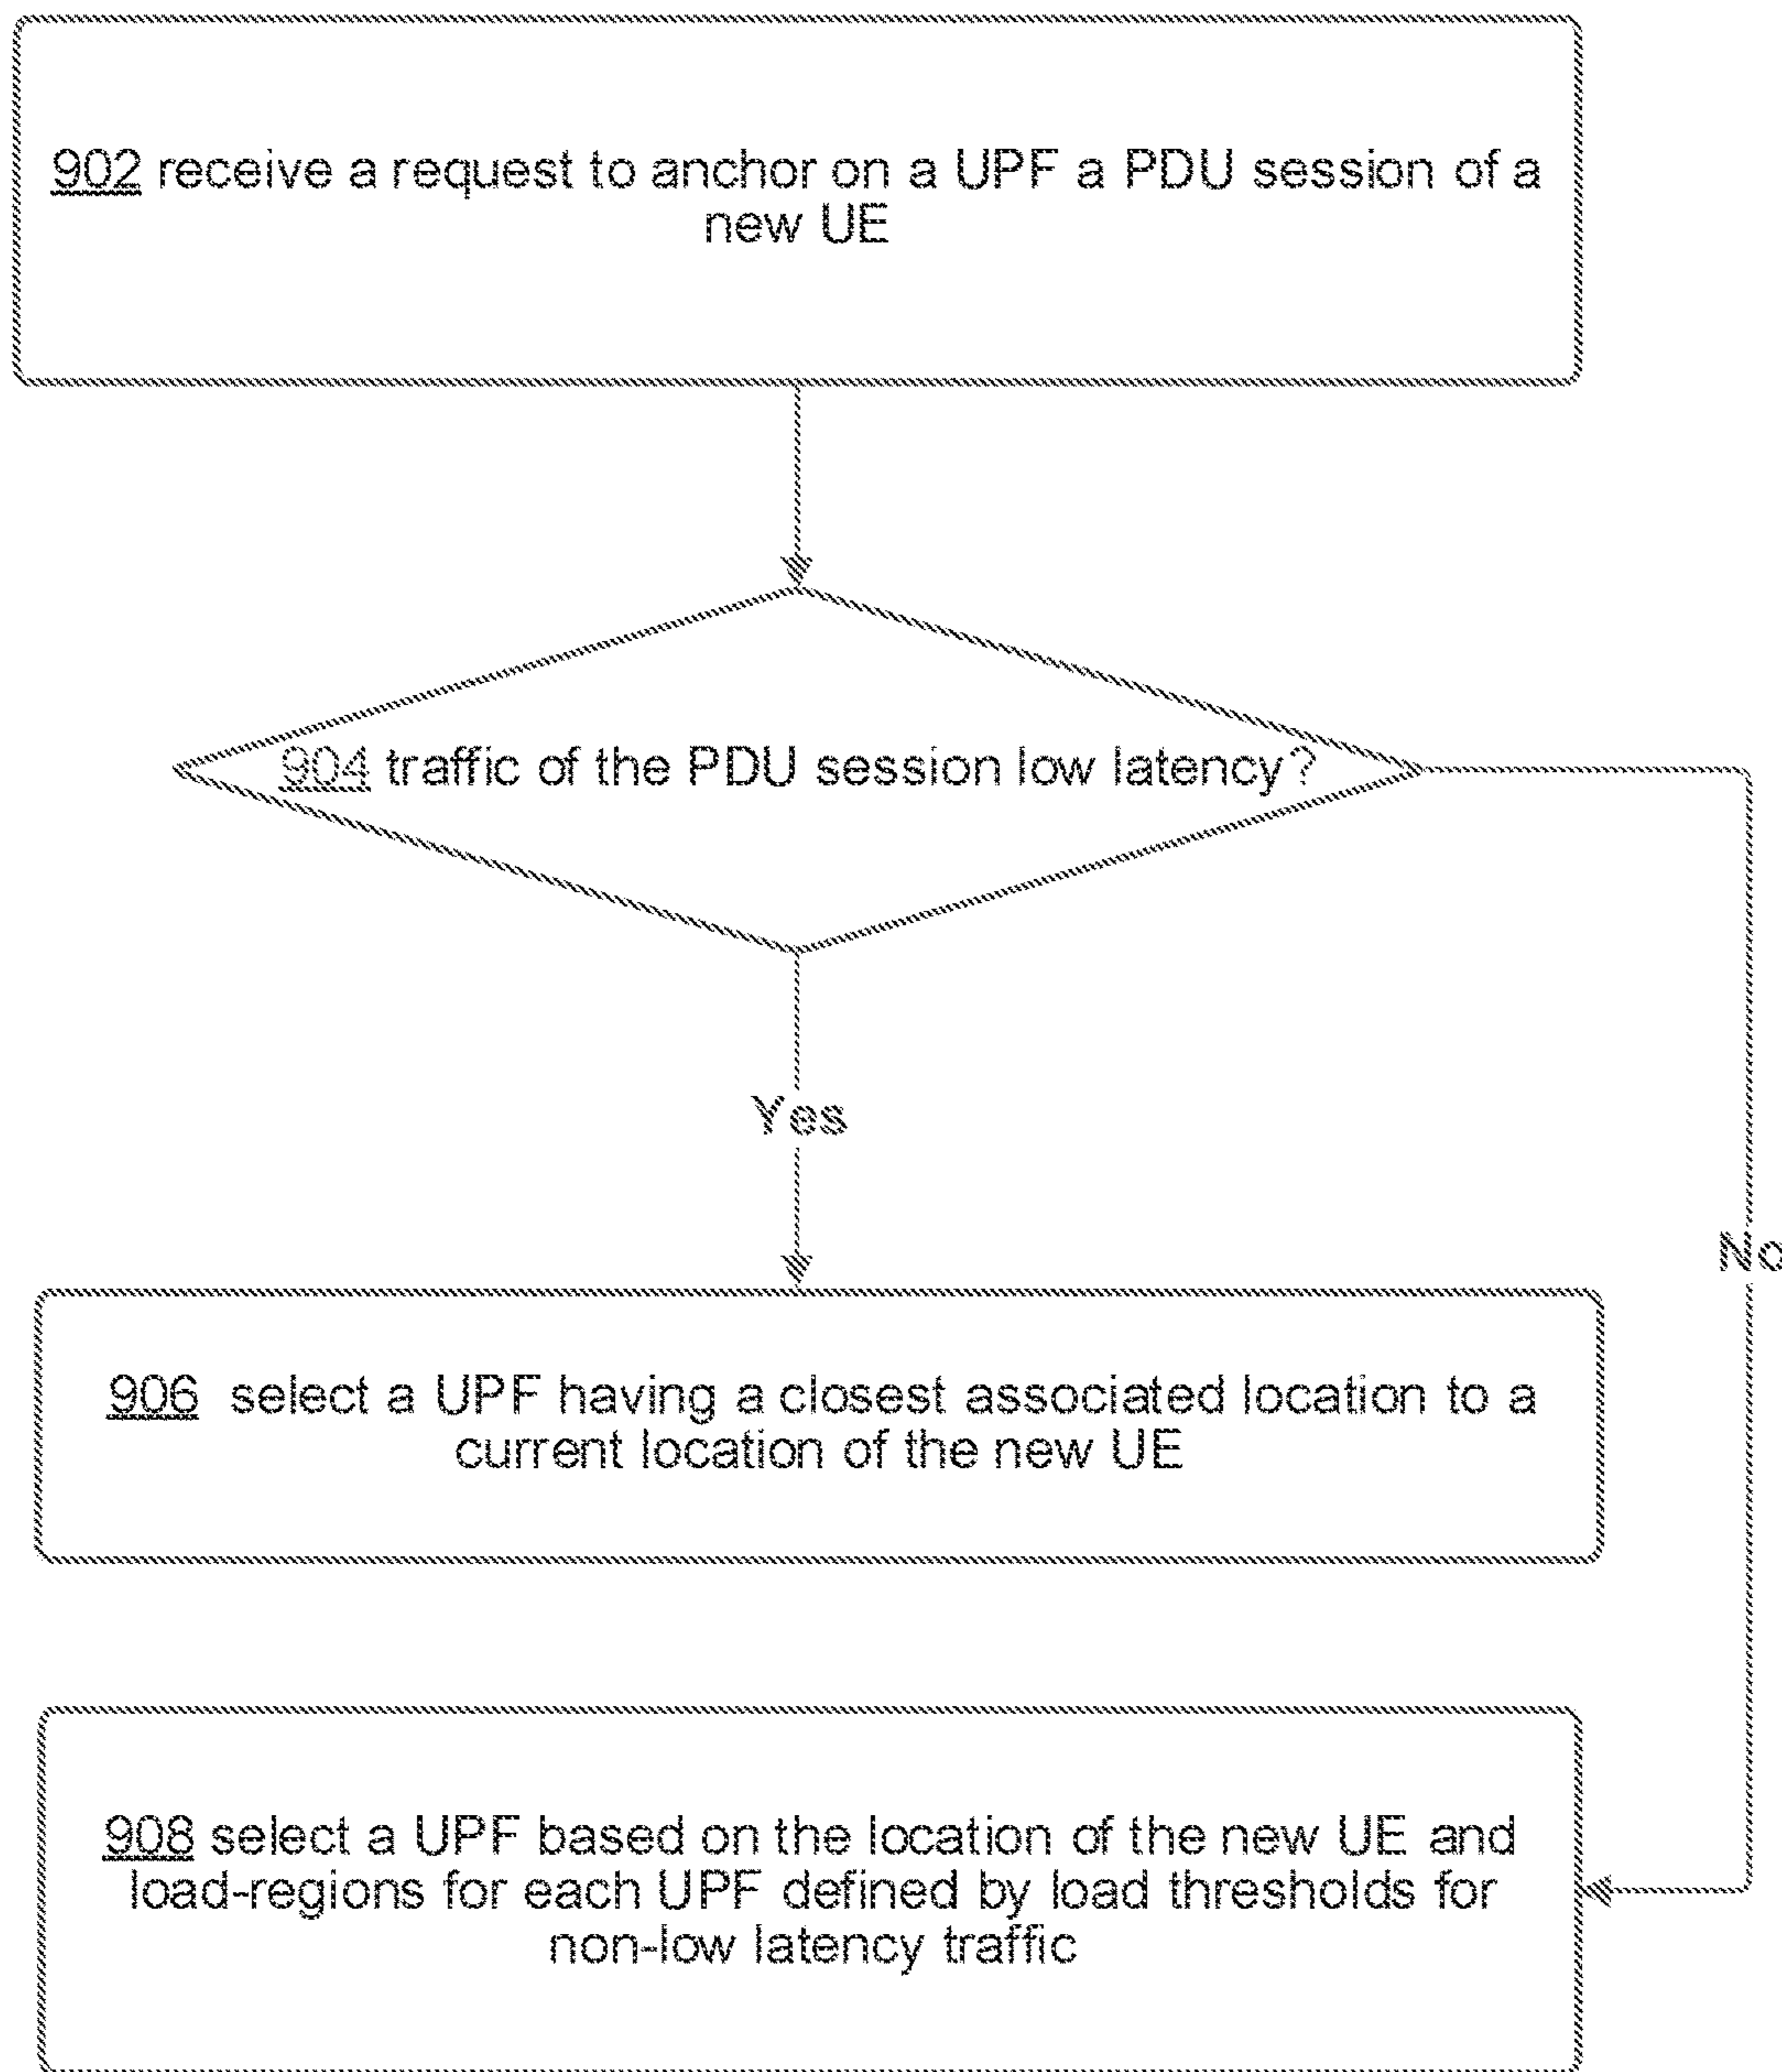 902 receive a request to anchor on a UPF a PDU session of a
new UE
904 traffic of the PDU session low latency?
Yes
No
906 select a UPF having a closest associated location to a
current location of the new UE
908 select a UPF based on the location of the new UE and
load-regions for each UPF defined by load thresholds for
non-low latency traffic